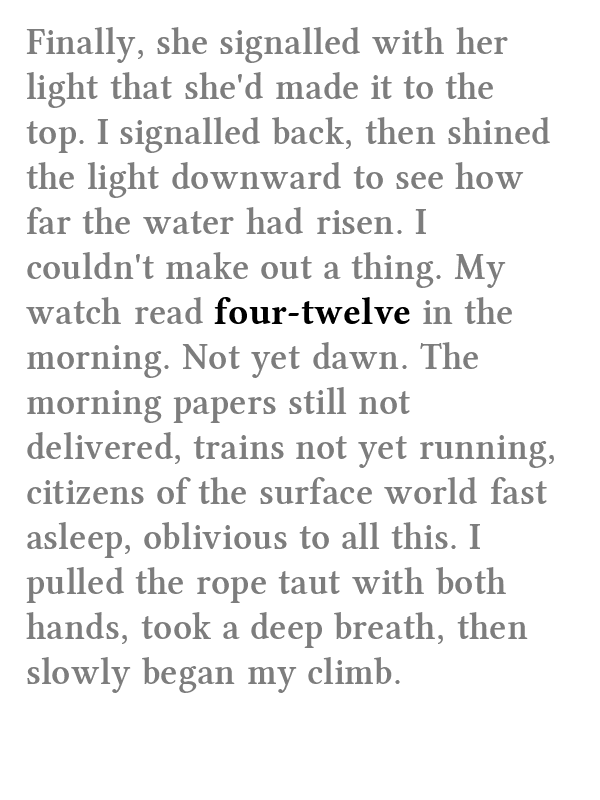 Finally, she signalled with her
light that she'd made it to the
top. I signalled back, then shined
the light downward to see how
far the water had risen. I
couldn't make out a thing. My
watch read four-twelve in the
morning. Not yet dawn. The
morning papers still not
delivered, trains not yet running,
citizens of the surface world fast
asleep, oblivious to all this. I
pulled the rope taut with both
hands, took a deep breath, then
slowly began my climb.